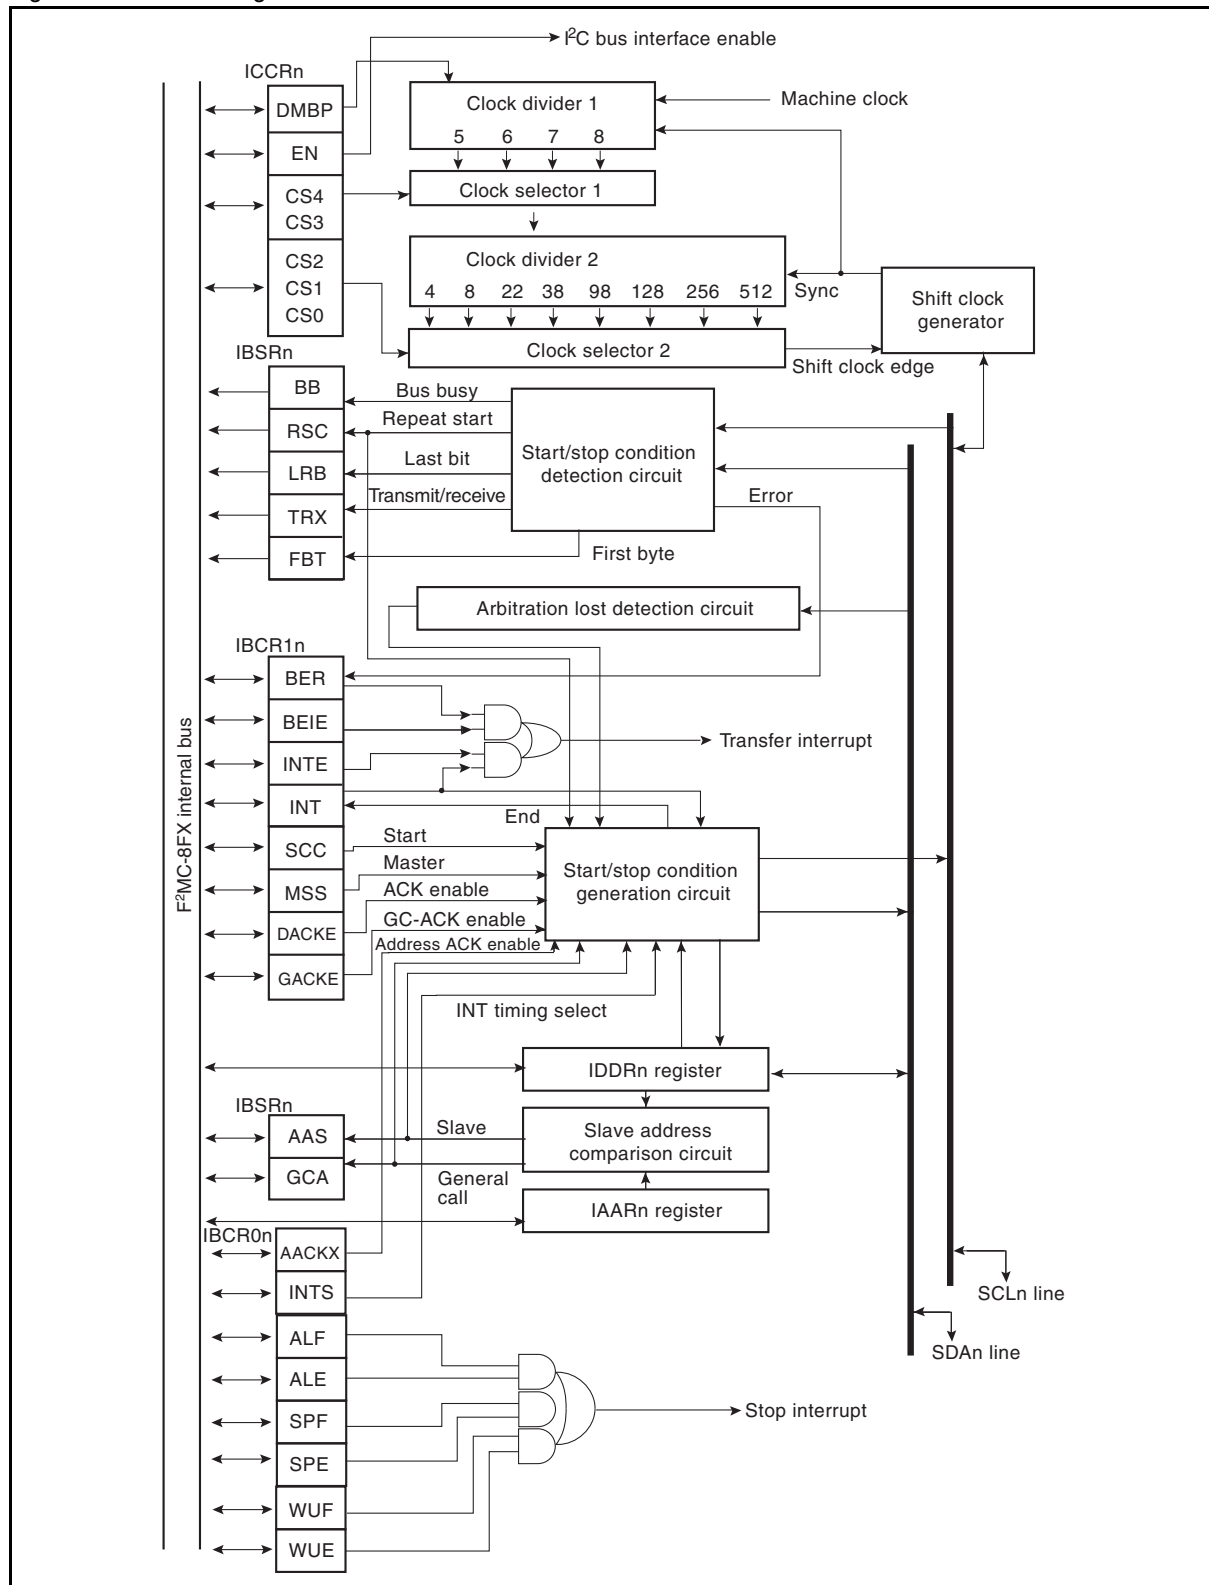 I²C bus interface enable
ICCRn
DMBP
Clock divider 1
Machine clock
5 6 7 8
EN
CS4
CS3
Clock selector 1
CS2
CS1
CS0
Clock divider 2
4 8 22 38 98 128 256 512
Sync
Shift clock
generator
Clock selector 2
Shift clock edge
IBSRn
BB
Bus busy
RSC
Repeat start
LRB
Last bit
TRX
Transmit/receive
FBT
First byte
Start/stop condition
detection circuit
Error
Arbitration lost detection circuit
IBCR1n
BER
BEIE
INTE
INT
Transfer interrupt
F²MC-8FX internal bus
End
SCC
Start
MSS
Master
DACKE
ACK enable
GACKE
GC-ACK enable
Address ACK enable
Start/stop condition
generation circuit
INT timing select
IDDRn register
IBSRn
AAS
Slave
GCA
General
call
Slave address
comparison circuit
IAARn register
IBCR0n
AACKX
INTS
SCLn line
SDAn line
ALF
ALE
SPF
SPE
WUF
WUE
Stop interrupt